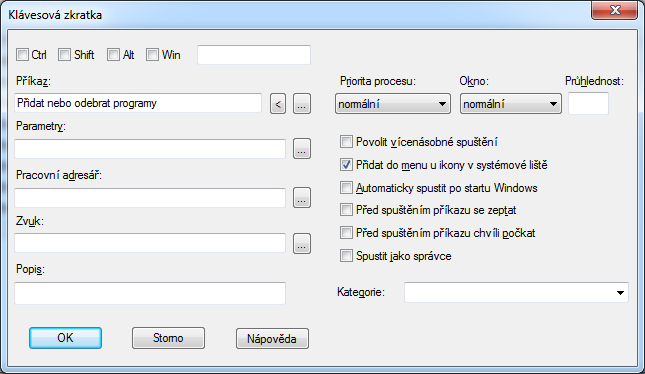 Klávesová zkratka
Ctrl Shift Alt Win
Příkaz: Priorita procesu: Okno: Průhlednost:
Přidat nebo odebrat programy < ... normální normální
Parametry:
...
Povolit vícenásobné spuštění
Přidat do menu u ikony v systémové liště
Pracovní adresář:
...
Automaticky spustit po startu Windows
Před spuštěním příkazu se zeptat
Zvuk:
...
Před spuštěním příkazu chvíli počkat
Spustit jako správce
Popis:
Kategorie:
OK Storno Nápověda